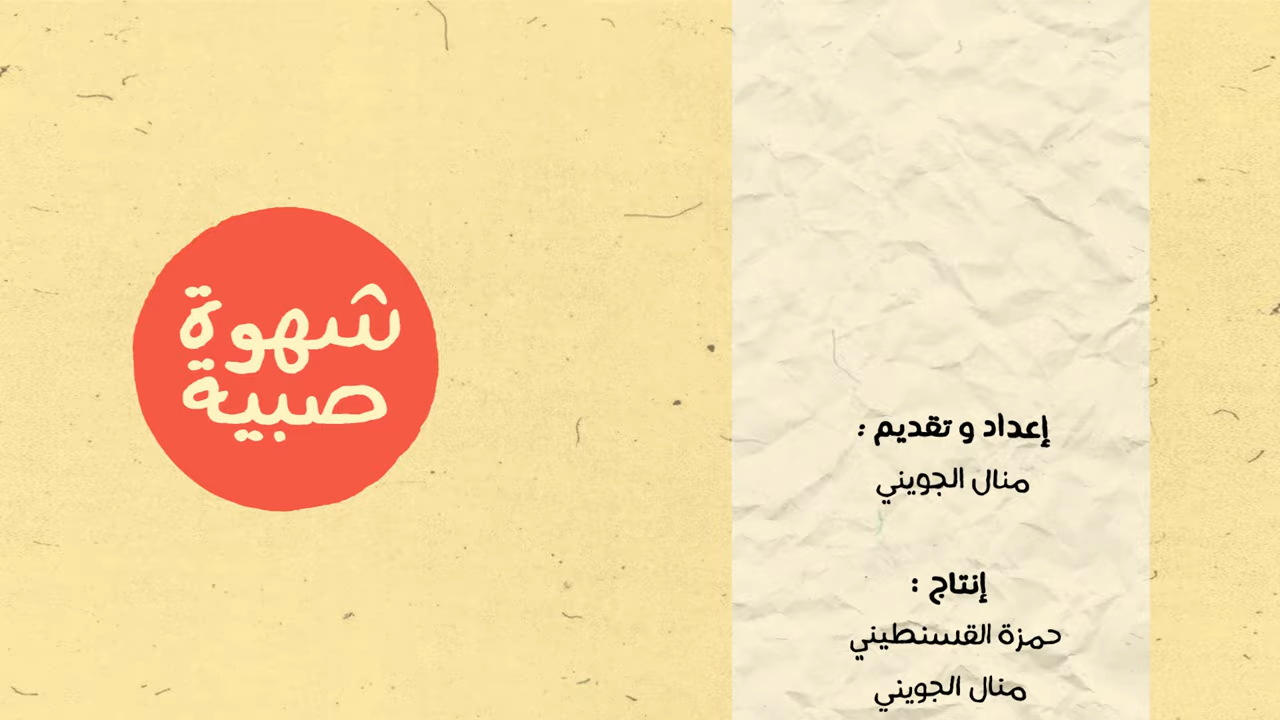 شهوة
صبية
إعداد و تقديم :
منال الجويني
إنتاج :
حمزة القسنطيني
منال الجويني